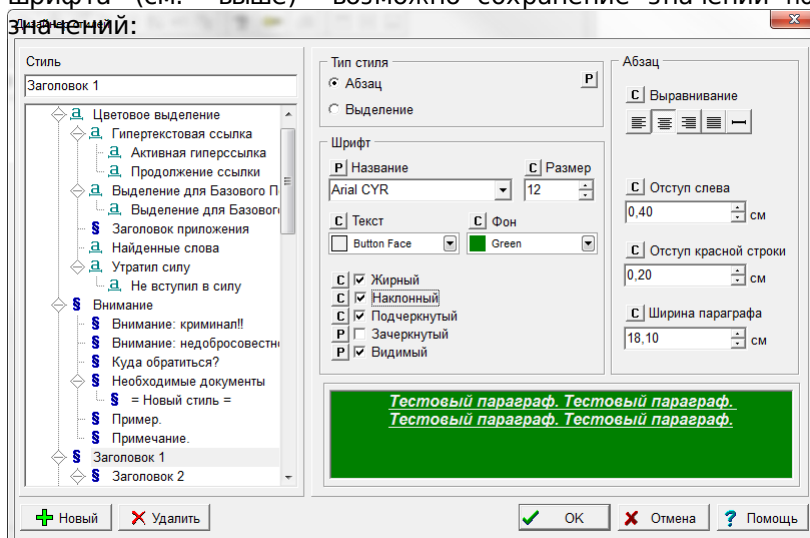 шрифта (см. выше) возможно сохранение значений по
значений:
Дизайнер стилей
Стиль
Заголовок 1
Цветовое выделение
Гипертекстовая ссылка
Активная гиперссылка
Продолжение ссылки
Выделение для Базового П
Выделение для Базового
Заголовок приложения
Найденные слова
Утратил силу
Не вступил в силу
Внимание
Внимание: криминал!!
Внимание: недобросовестн
Куда обратиться?
Необходимые документы
= Новый стиль =
Пример.
Примечание.
Заголовок 1
Заголовок 2
Новый
Удалить
Тип стиля
Абзац
P
Выделение
Шрифт
P Название
C Размер
Arial CYR
12
C Текст
C Фон
Button Face
Green
C Жирный
C Наклонный
C Подчеркнутый
P Зачеркнутый
P Видимый
Абзац
C Выравнивание
C Отступ слева
0,40 см
C Отступ красной строки
0,20 см
C Ширина параграфа
18,10 см
Тестовый параграф. Тестовый параграф.
Тестовый параграф. Тестовый параграф.
OK
Отмена
Помощь